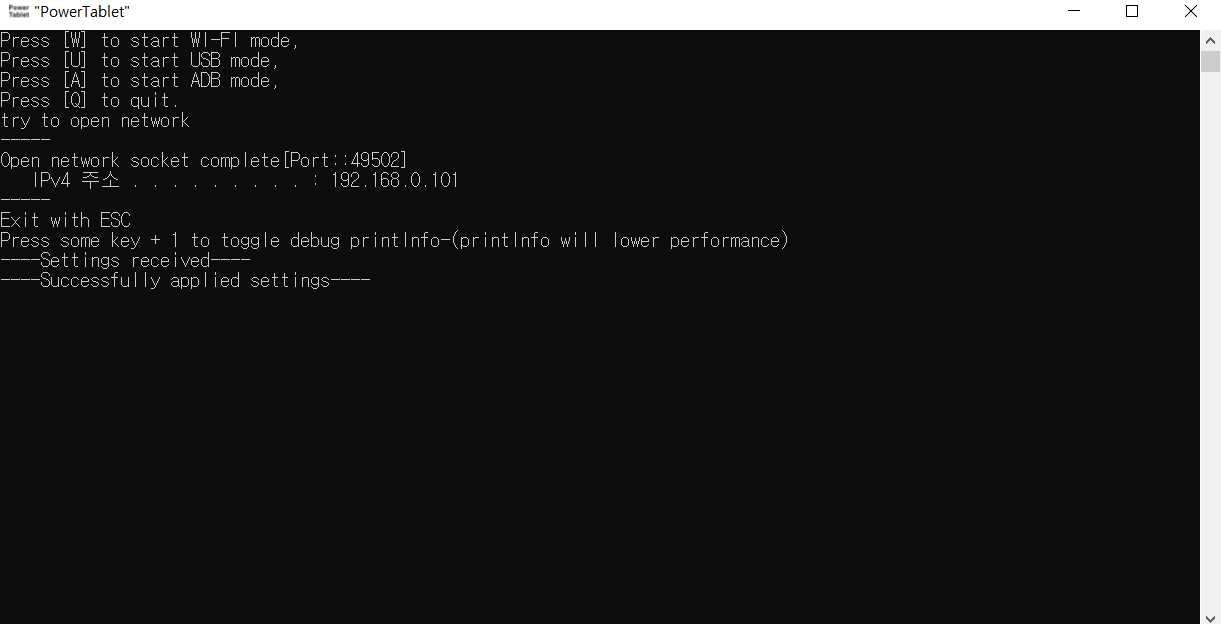 Power Tablet "PowerTablet"
Press [W] to start WI-FI mode,
Press [U] to start USB mode,
Press [A] to start ADB mode,
Press [Q] to quit.
try to open network
-----
Open network socket complete[Port::49502]
IPv4 주소 . . . . . . . . . : 192.168.0.101
-----
Exit with ESC
Press some key + 1 to toggle debug printInfo-(printInfo will lower performance)
----Settings received----
----Successfully applied settings----